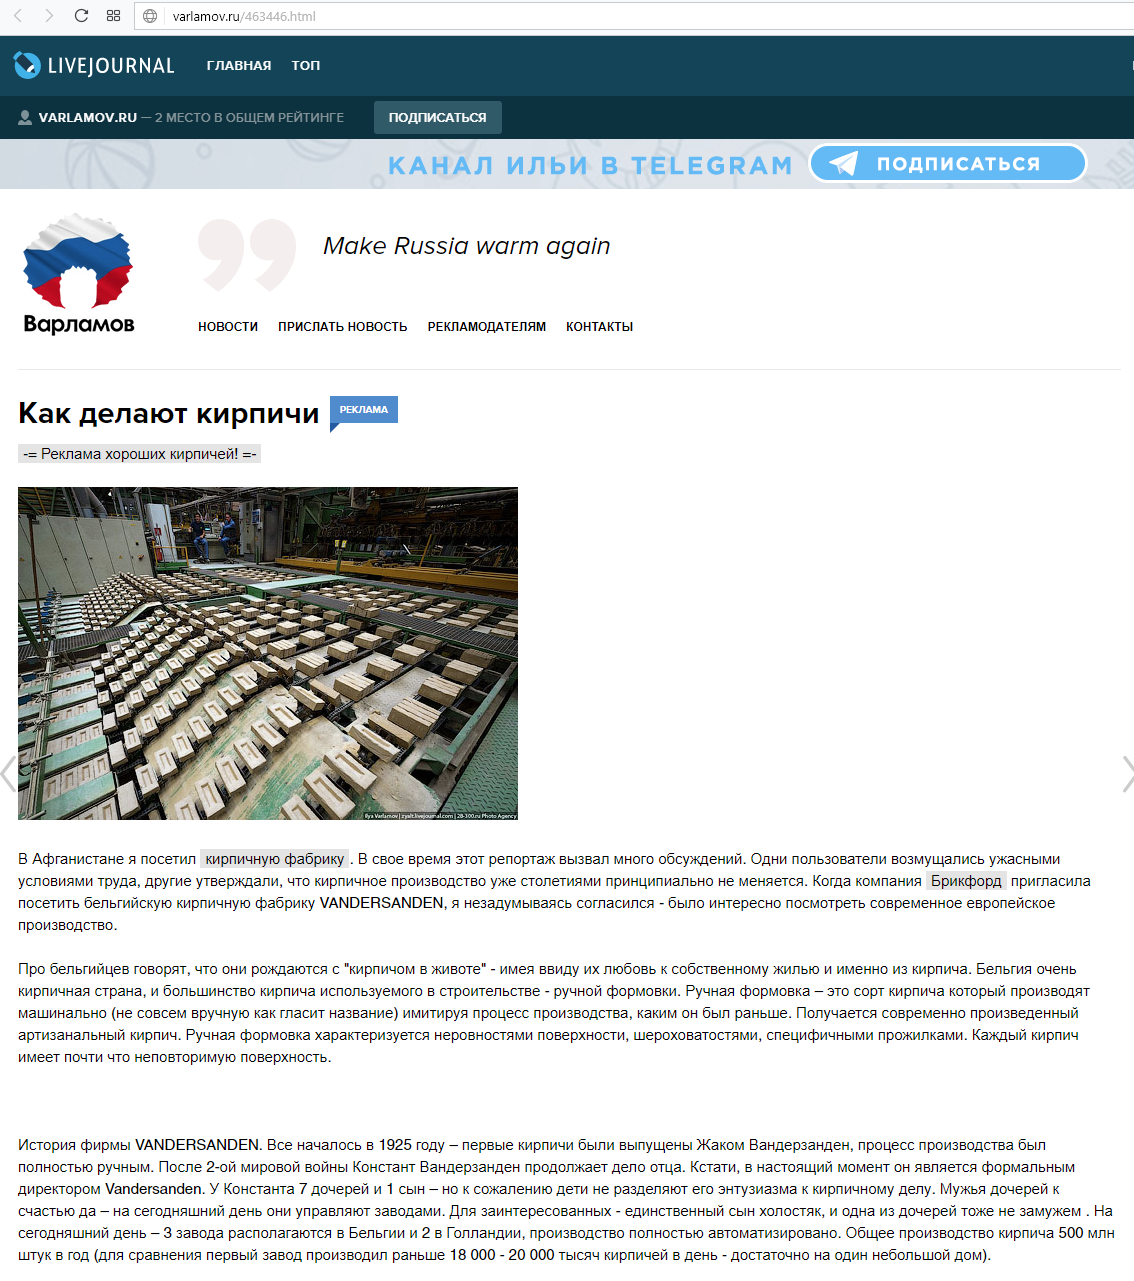 varlamov.ru/463446.html
LIVEJOURNAL ГЛАВНАЯ ТОП
VARLAMOV.RU — 2 МЕСТО В ОБЩЕМ РЕЙТИНГЕ ПОДПИСАТЬСЯ
КАНАЛ ИЛЬИ В TELEGRAM ПОДПИСАТЬСЯ
Make Russia warm again
Варламов
НОВОСТИ ПРИСЛАТЬ НОВОСТЬ РЕКЛАМОДАТЕЛЯМ КОНТАКТЫ
Как делают кирпичи РЕКЛАМА
-= Реклама хороших кирпичей! =-
Ilya Varlamov | zyalt.livejournal.com | 28-300.ru Photo Agency
В Афганистане я посетил кирпичную фабрику . В свое время этот репортаж вызвал много обсуждений. Одни пользователи возмущались ужасными
условиями труда, другие утверждали, что кирпичное производство уже столетиями принципиально не меняется. Когда компания Брикфорд пригласила
посетить бельгийскую кирпичную фабрику VANDERSANDEN, я незадумываясь согласился - было интересно посмотреть современное европейское
производство.
Про бельгийцев говорят, что они рождаются с "кирпичом в животе" - имея ввиду их любовь к собственному жилью и именно из кирпича. Бельгия очень
кирпичная страна, и большинство кирпича используемого в строительстве - ручной формовки. Ручная формовка – это сорт кирпича который производят
машинально (не совсем вручную как гласит название) имитируя процесс производства, каким он был раньше. Получается современно произведенный
артизанальный кирпич. Ручная формовка характеризуется неровностями поверхности, шероховатостями, специфичными прожилками. Каждый кирпич
имеет почти что неповторимую поверхность.
История фирмы VANDERSANDEN. Все началось в 1925 году – первые кирпичи были выпущены Жаком Вандерзанден, процесс производства был
полностью ручным. После 2-ой мировой войны Констант Вандерзанден продолжает дело отца. Кстати, в настоящий момент он является формальным
директором Vandersanden. У Константа 7 дочерей и 1 сын – но к сожалению дети не разделяют его энтузиазма к кирпичному делу. Мужья дочерей к
счастью да – на сегодняшний день они управляют заводами. Для заинтересованных - единственный сын холостяк, и одна из дочерей тоже не замужем . На
сегодняшний день – 3 завода располагаются в Бельгии и 2 в Голландии, производство полностью автоматизировано. Общее производство кирпича 500 млн
штук в год (для сравнения первый завод производил раньше 18 000 - 20 000 тысяч кирпичей в день - достаточно на один небольшой дом).